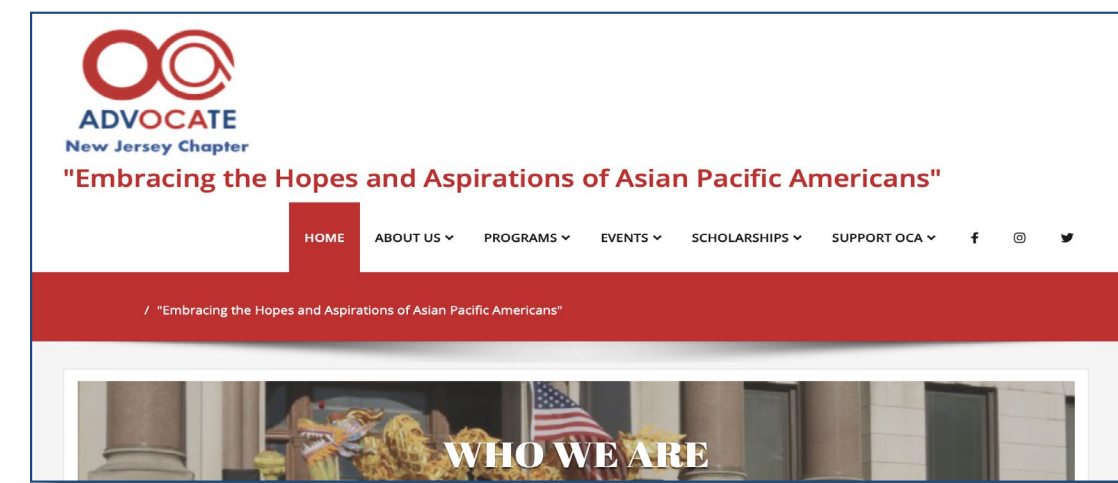 ADVOCATE
New Jersey Chapter
"Embracing the Hopes and Aspirations of Asian Pacific Americans"
HOME ABOUT US PROGRAMS EVENTS SCHOLARSHIPS SUPPORT OCA
/ "Embracing the Hopes and Aspirations of Asian Pacific Americans"
WHO WE ARE